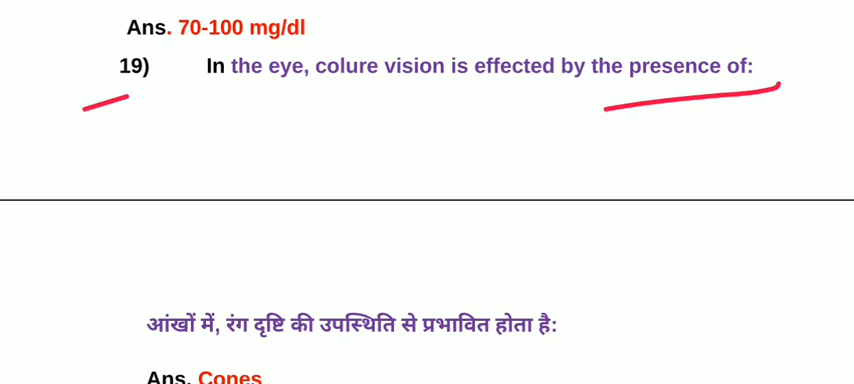 Ans. 70-100 mg/dl
19) In the eye, colure vision is effected by the presence of:
आंखों में, रंग दृष्टि की उपस्थिति से प्रभावित होता है:
Ans. Cones